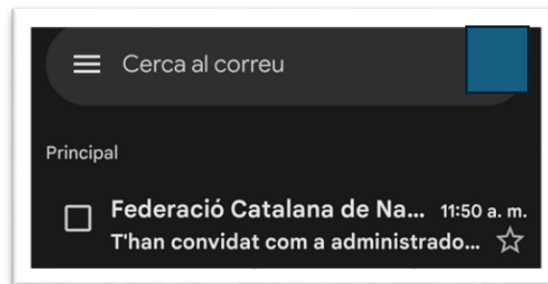 Cerca al correu
Principal
Federació Catalana de Na... 11:50 a. m.
T'han convidat com a administrado...